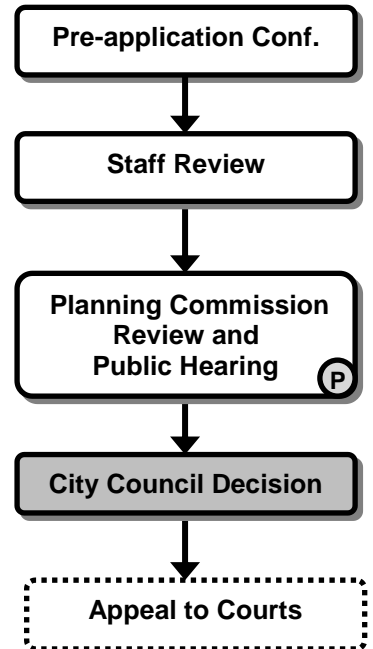 Pre-application Conf.
Staff Review
Planning Commission
Review and
Public Hearing
P
City Council Decision
Appeal to Courts